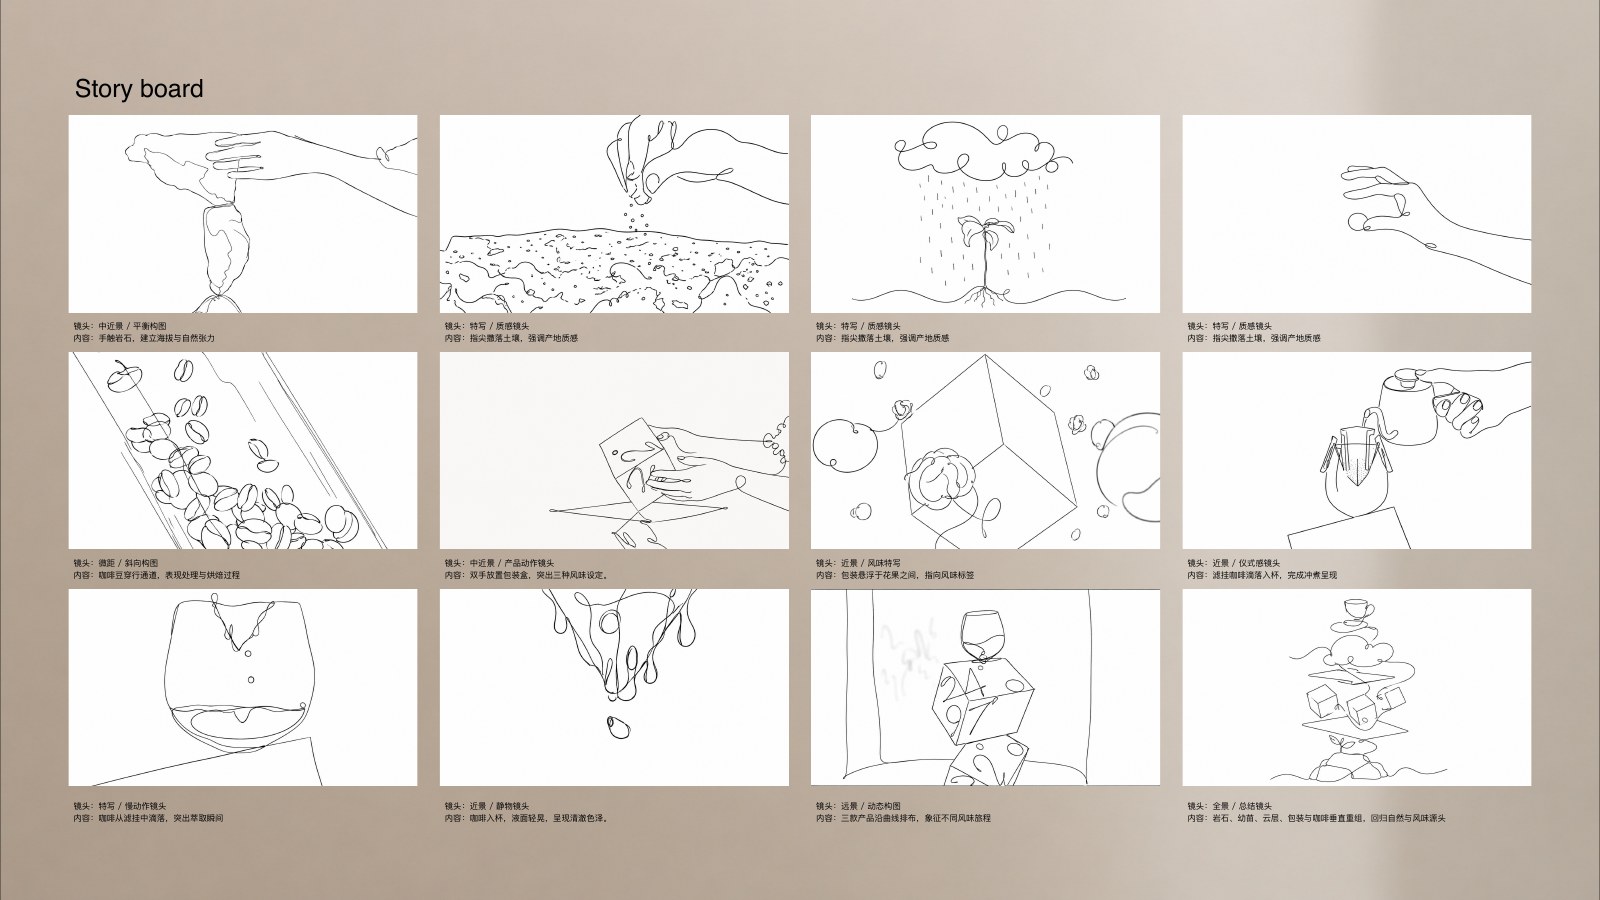 Story board
镜头：中近景 / 平衡构图
内容：手触岩石，建立海拔与自然张力
镜头：特写 / 质感镜头
内容：指尖撒落土壤，强调产地质感
镜头：特写 / 质感镜头
内容：指尖撒落土壤，强调产地质感
镜头：特写 / 质感镜头
内容：指尖撒落土壤，强调产地质感
镜头：微距 / 斜向构图
内容：咖啡豆穿行通道，表现处理与烘焙过程
镜头：中近景 / 产品动作镜头
内容：双手放置包装盒，突出三种风味设定。
镜头：近景 / 风味特写
内容：包装悬浮于花果之间，指向风味标签
镜头：近景 / 仪式感镜头
内容：滤挂咖啡滴落入杯，完成冲煮呈现
镜头：特写 / 慢动作镜头
内容：咖啡从滤挂中滴落，突出萃取瞬间
镜头：近景 / 静物镜头
内容：咖啡入杯，液面轻晃，呈现清澈色泽。
镜头：远景 / 动态构图
内容：三款产品沿曲线排布，象征不同风味旅程
镜头：全景 / 总结镜头
内容：岩石、幼苗、云层、包装与咖啡垂直重组，回归自然与风味源头